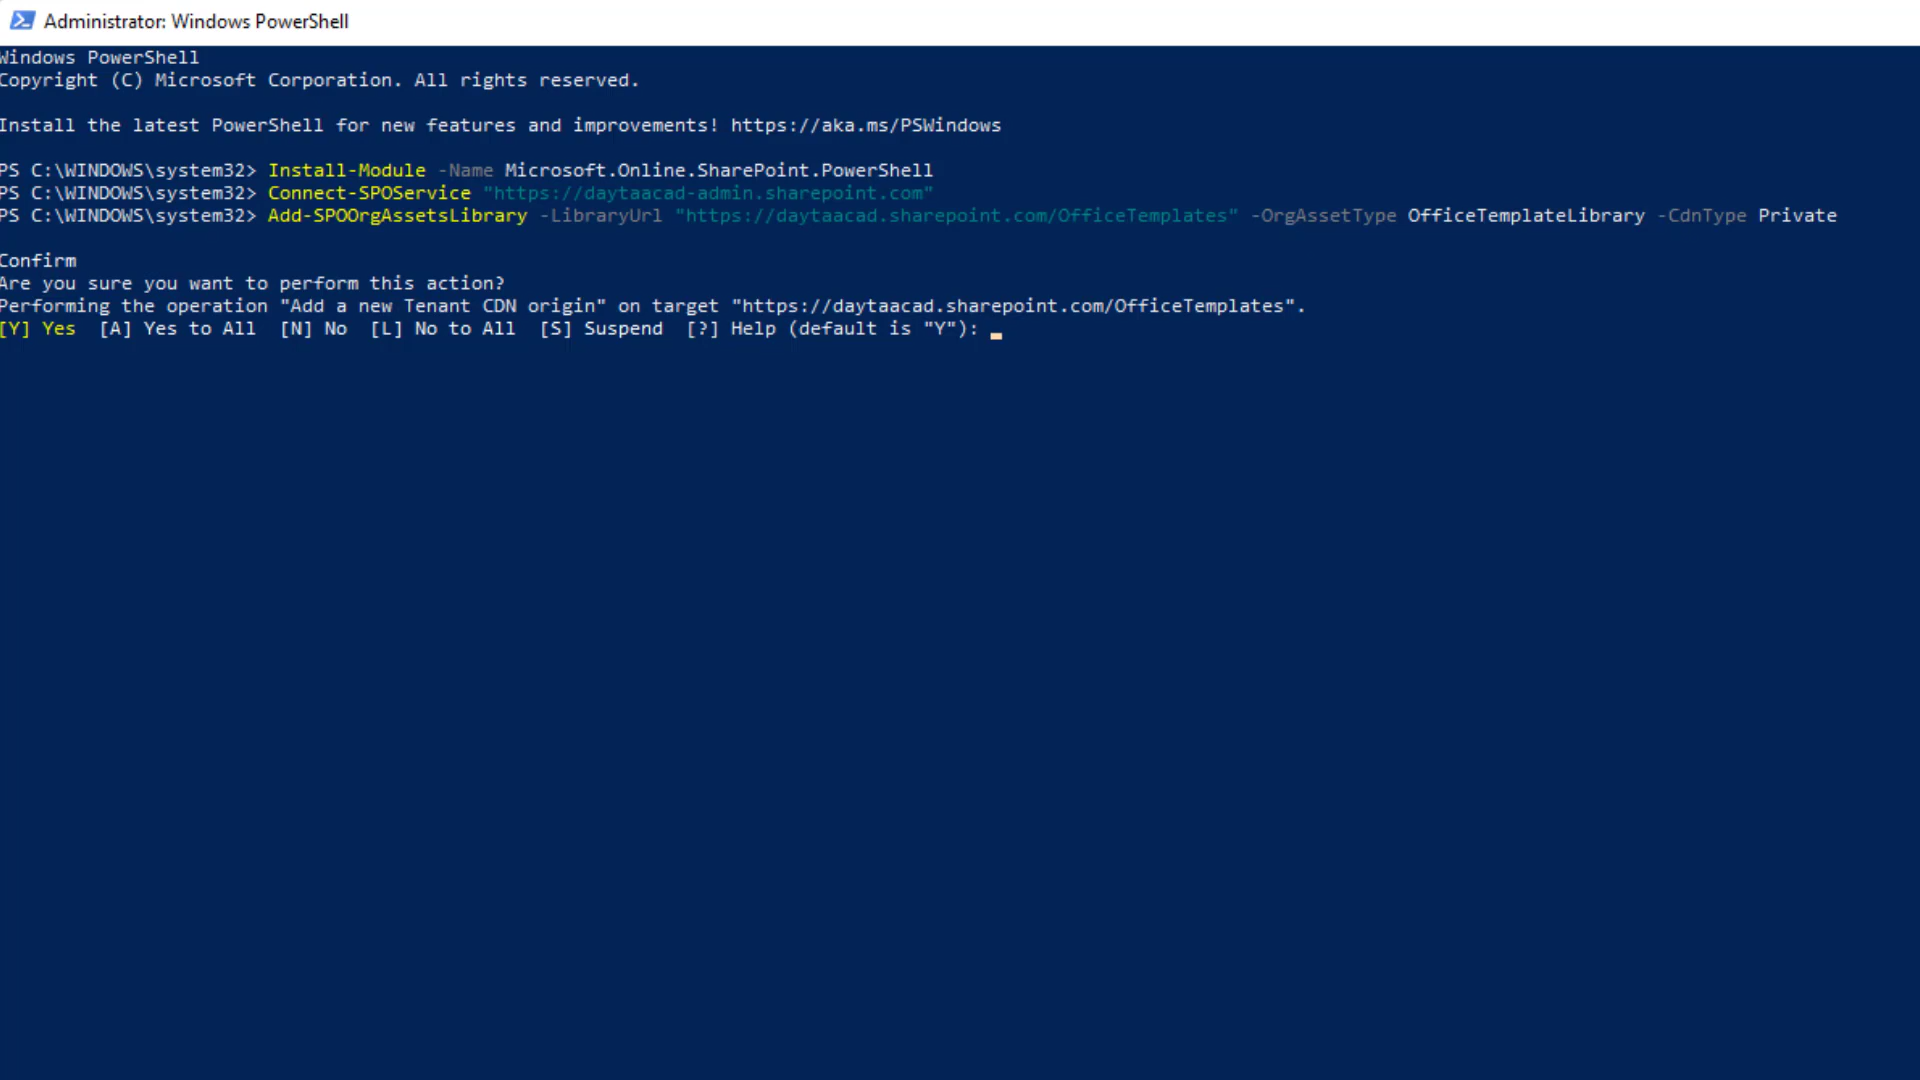 Administrator: Windows PowerShell
Windows PowerShell
Copyright (C) Microsoft Corporation. All rights reserved.
Install the latest PowerShell for new features and improvements! https://aka.ms/PSWindows
PS C:\WINDOWS\system32> Install-Module -Name Microsoft.Online.SharePoint.PowerShell
PS C:\WINDOWS\system32> Connect-SPOService "https://daytaacad-admin.sharepoint.com"
PS C:\WINDOWS\system32> Add-SPOOrgAssetsLibrary -LibraryUrl "https://daytaacad.sharepoint.com/OfficeTemplates" -OrgAssetType OfficeTemplateLibrary -CdnType Private
Confirm
Are you sure you want to perform this action?
Performing the operation "Add a new Tenant CDN origin" on target "https://daytaacad.sharepoint.com/OfficeTemplates".
[Y] Yes  [A] Yes to All  [N] No  [L] No to All  [S] Suspend  [?] Help (default is "Y"):